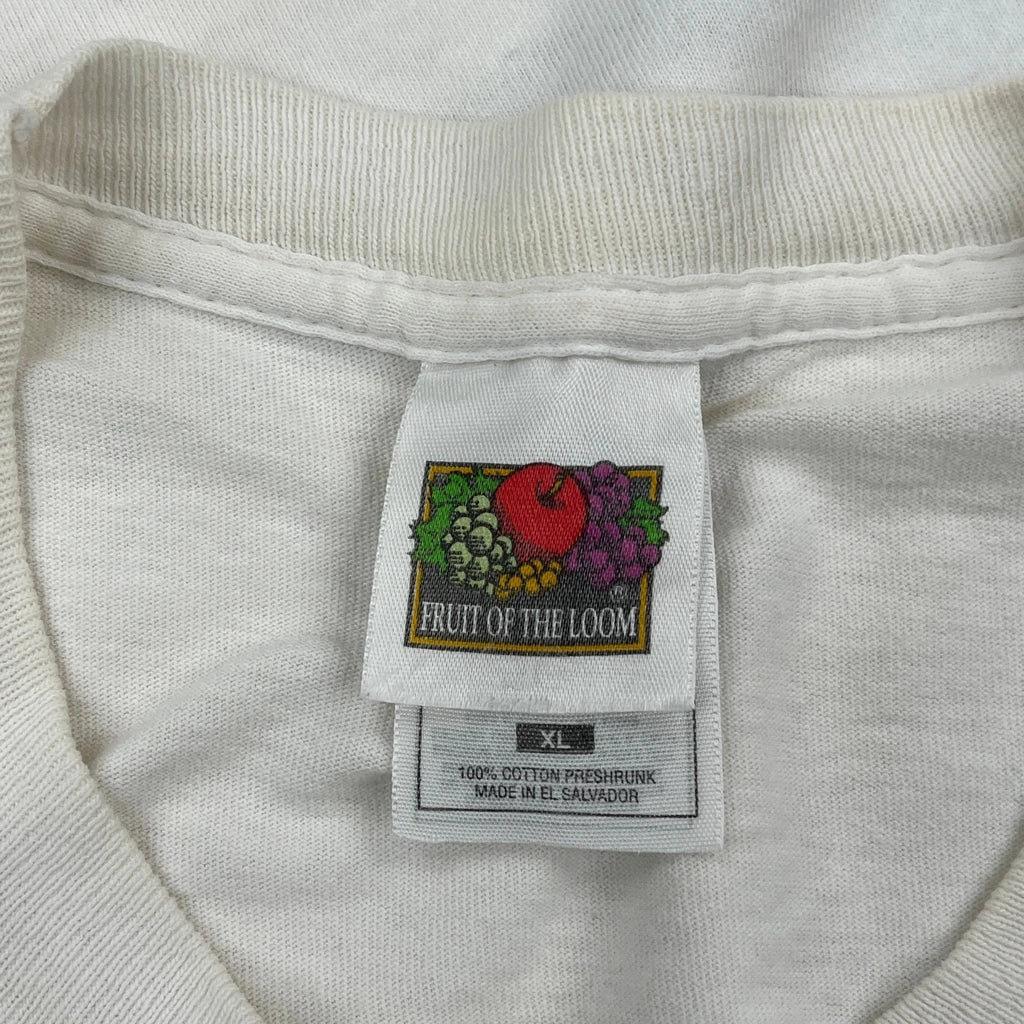 ®
FRUIT OF THE LOOM
XL
100% COTTON PRESHRUNK
MADE IN EL SALVADOR